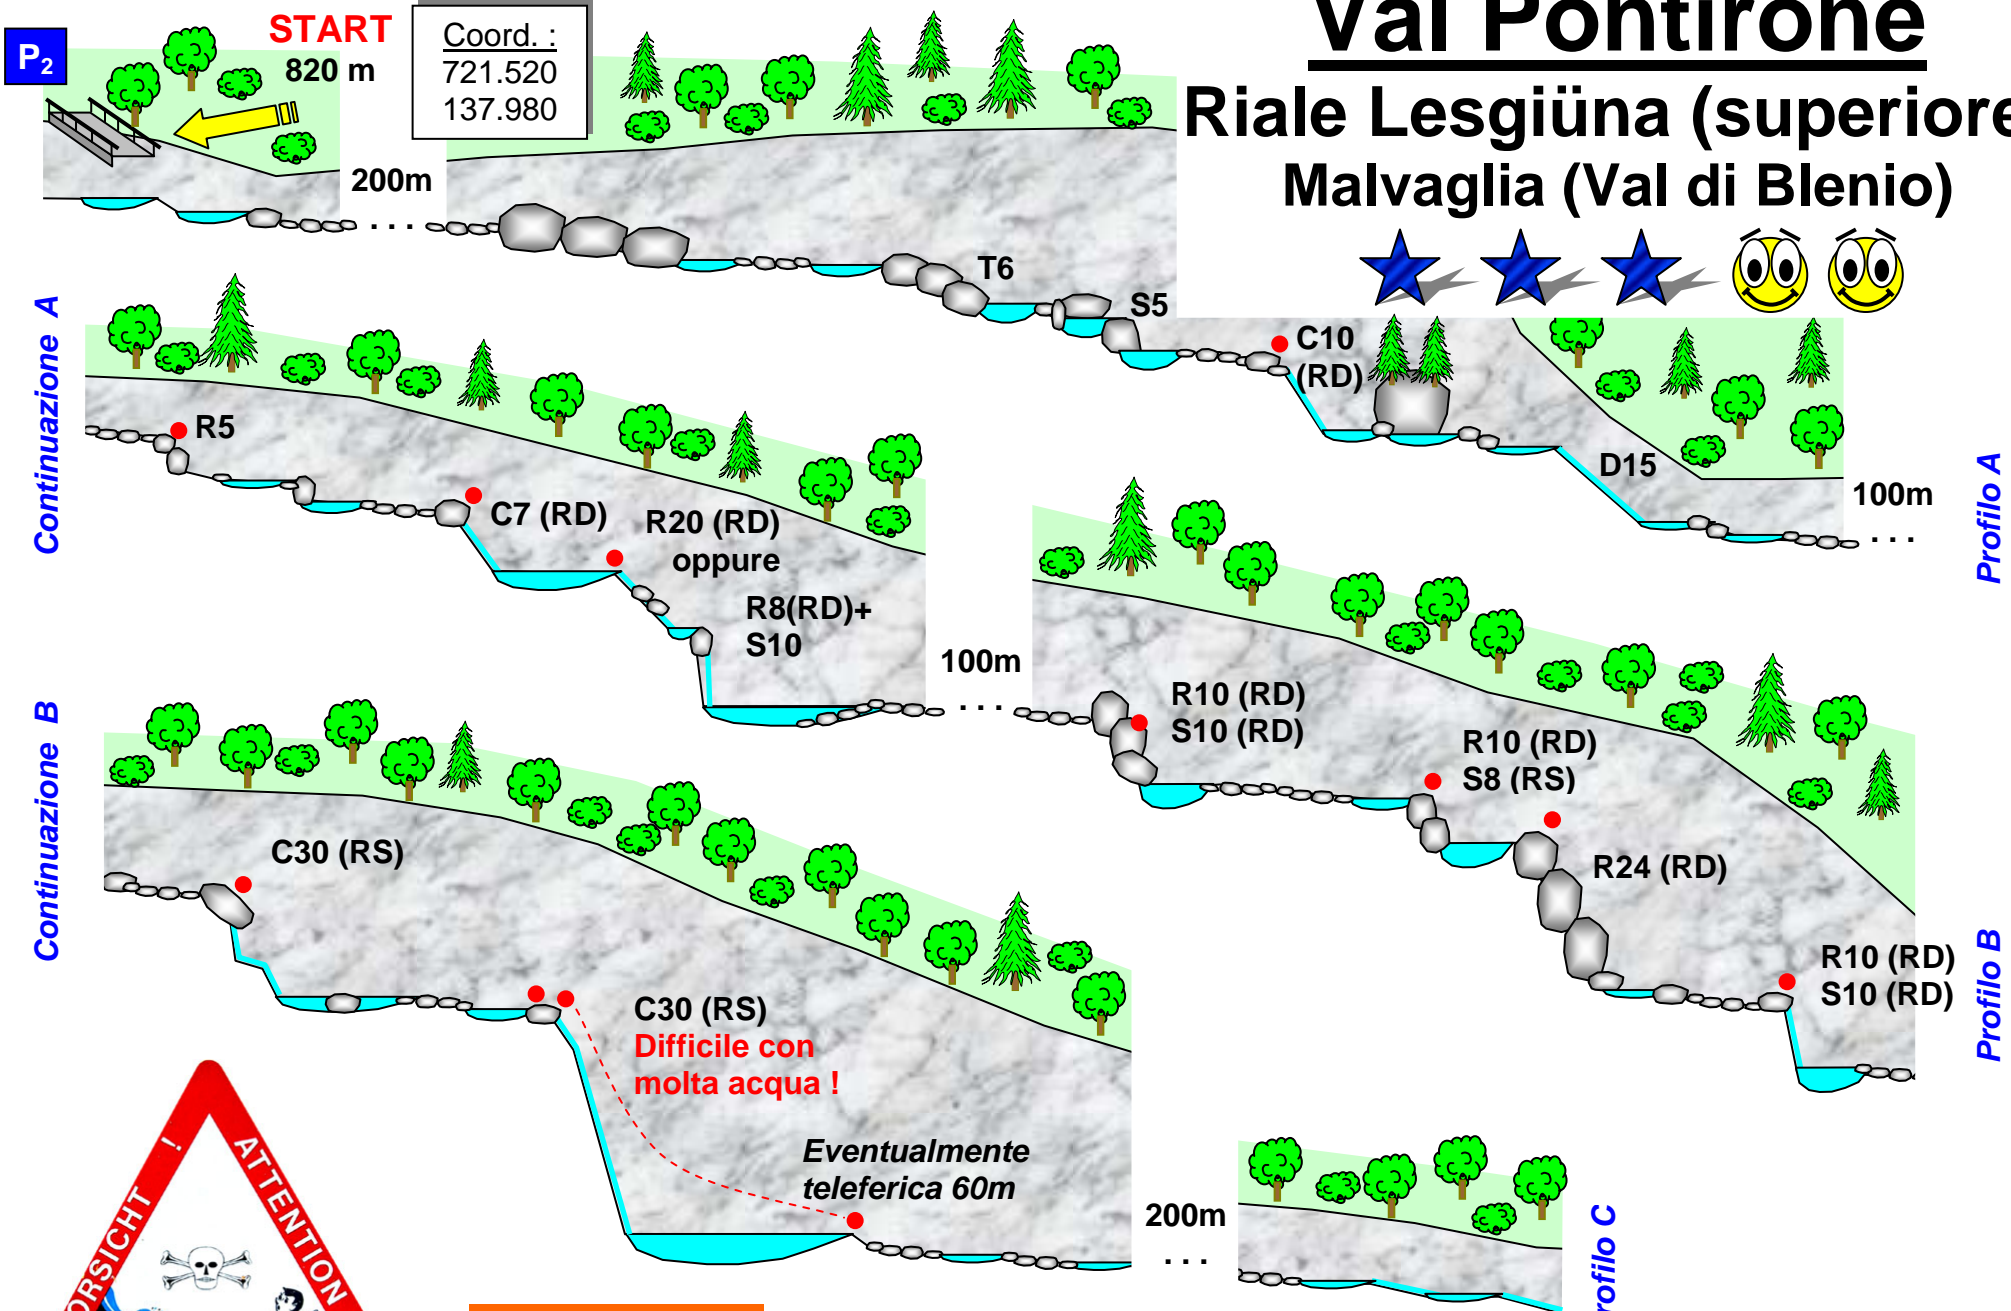 Val Pontirone
Riale Lesgiüna (superiore
Malvaglia (Val di Blenio)
P2
START
820 m
Coord. :
721.520
137.980
200m
T6
S5
C10
(RD)
D15
100m
Profilo A
Continuazione A
R5
C7 (RD)
R20 (RD)
oppure
R8(RD)+
S10
100m
R10 (RD)
S10 (RD)
R10 (RD)
S8 (RS)
R24 (RD)
R10 (RD)
S10 (RD)
Profilo B
Continuazione B
C30 (RS)
C30 (RS)
Difficile con
molta acqua !
Eventualmente
teleferica 60m
200m
rofilo C
ORSICHT !
ATTENTION